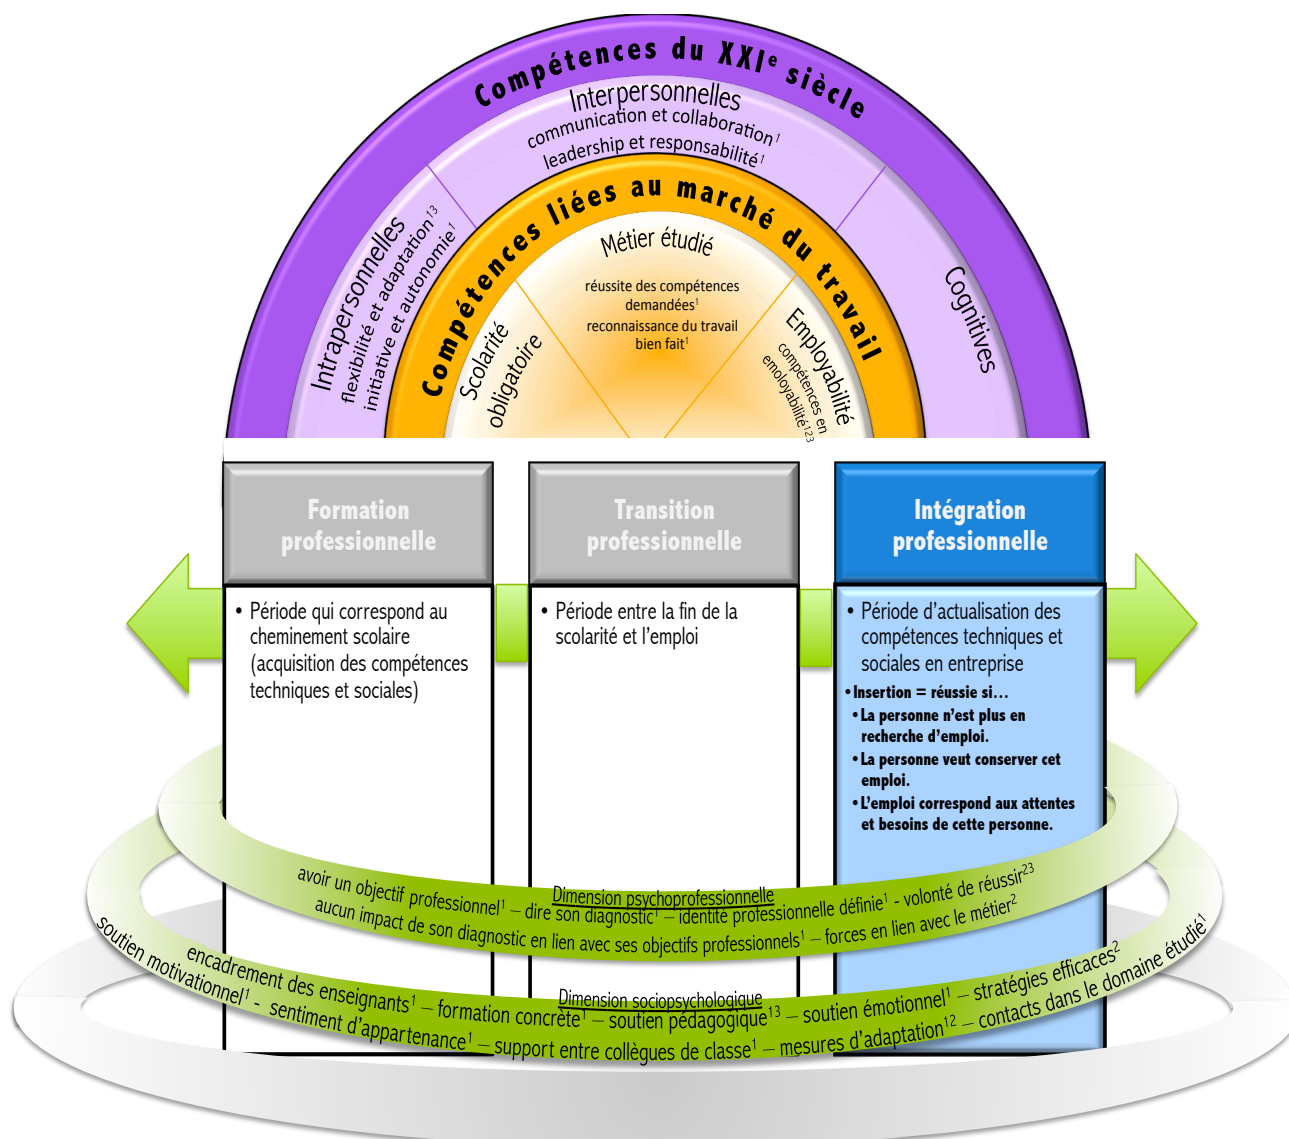 Compétences du XXIᵉ siècle
Interpersonnelles
communication et collaboration¹
leadership et responsabilité¹
Intrapersonnelles
flexibilité et adaptation¹³
initiative et autonomie¹
Cognitives
Compétences liées au marché du travail
Métier étudié
réussite des compétences
demandées¹
reconnaissance du travail
bien fait¹
Scolarité
obligatoire
Employabilité
compétences en
emoloyabilité¹²³
Formation
professionnelle
• Période qui correspond au
cheminement scolaire
(acquisition des compétences
techniques et sociales)
Transition
professionnelle
• Période entre la fin de la
scolarité et l’emploi
Intégration
professionnelle
• Période d’actualisation des
compétences techniques et
sociales en entreprise
• Insertion = réussie si…
• La personne n’est plus en
recherche d’emploi.
• La personne veut conserver cet
emploi.
• L’emploi correspond aux attentes
et besoins de cette personne.
Dimension psychoprofessionnelle
avoir un objectif professionnel¹ – dire son diagnostic¹ – identité professionnelle définie¹ - volonté de réussir²³
aucun impact de son diagnostic en lien avec ses objectifs professionnels¹ – forces en lien avec le métier²
Dimension sociopsychologique
encadrement des enseignants¹ – formation concrète¹ – soutien pédagogique¹³ – soutien émotionnel¹ – stratégies efficaces²
soutien motivationnel¹ - sentiment d’appartenance¹ – support entre collègues de classe¹ – mesures d’adaptation¹² – contacts dans le domaine étudié¹